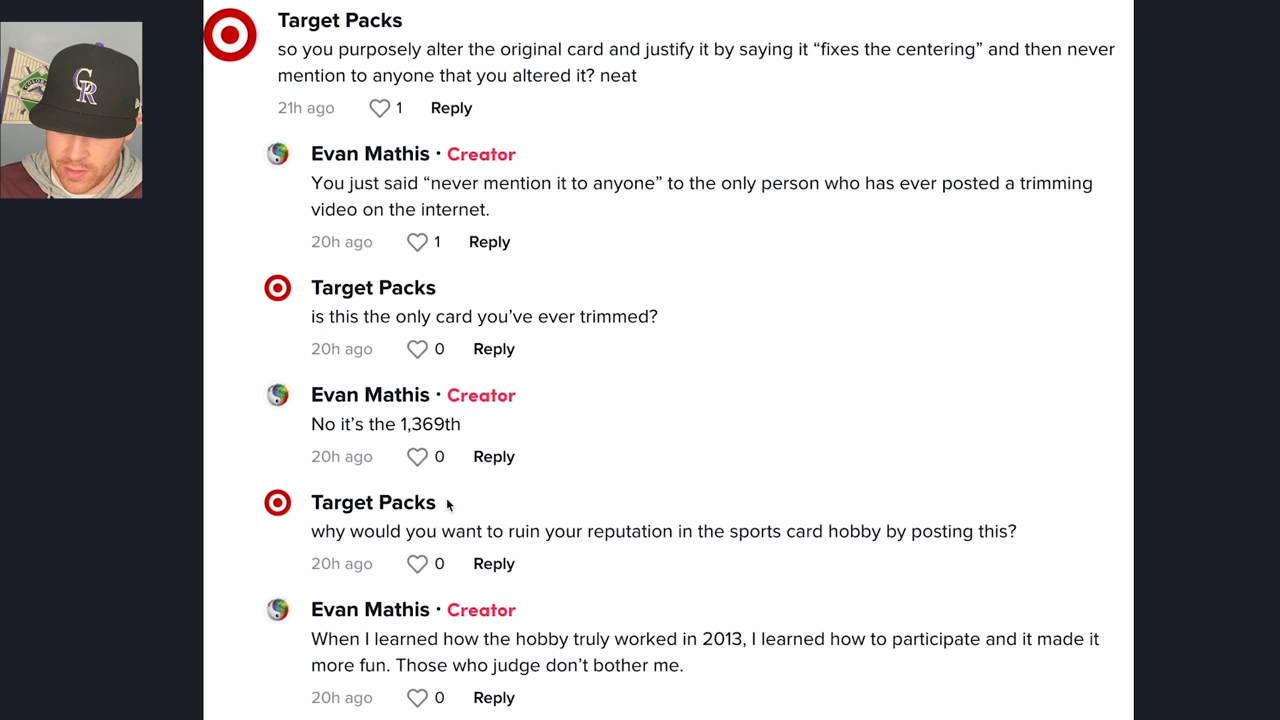 Target Packs
so you purposely alter the original card and justify it by saying it “fixes the centering” and then never
mention to anyone that you altered it? neat
21h ago 1 Reply
Evan Mathis · Creator
You just said “never mention it to anyone” to the only person who has ever posted a trimming
video on the internet.
20h ago 1 Reply
Target Packs
is this the only card you’ve ever trimmed?
20h ago 0 Reply
Evan Mathis · Creator
No it’s the 1,369th
20h ago 0 Reply
Target Packs
why would you want to ruin your reputation in the sports card hobby by posting this?
20h ago 0 Reply
Evan Mathis · Creator
When I learned how the hobby truly worked in 2013, I learned how to participate and it made it
more fun. Those who judge don’t bother me.
20h ago 0 Reply
CR